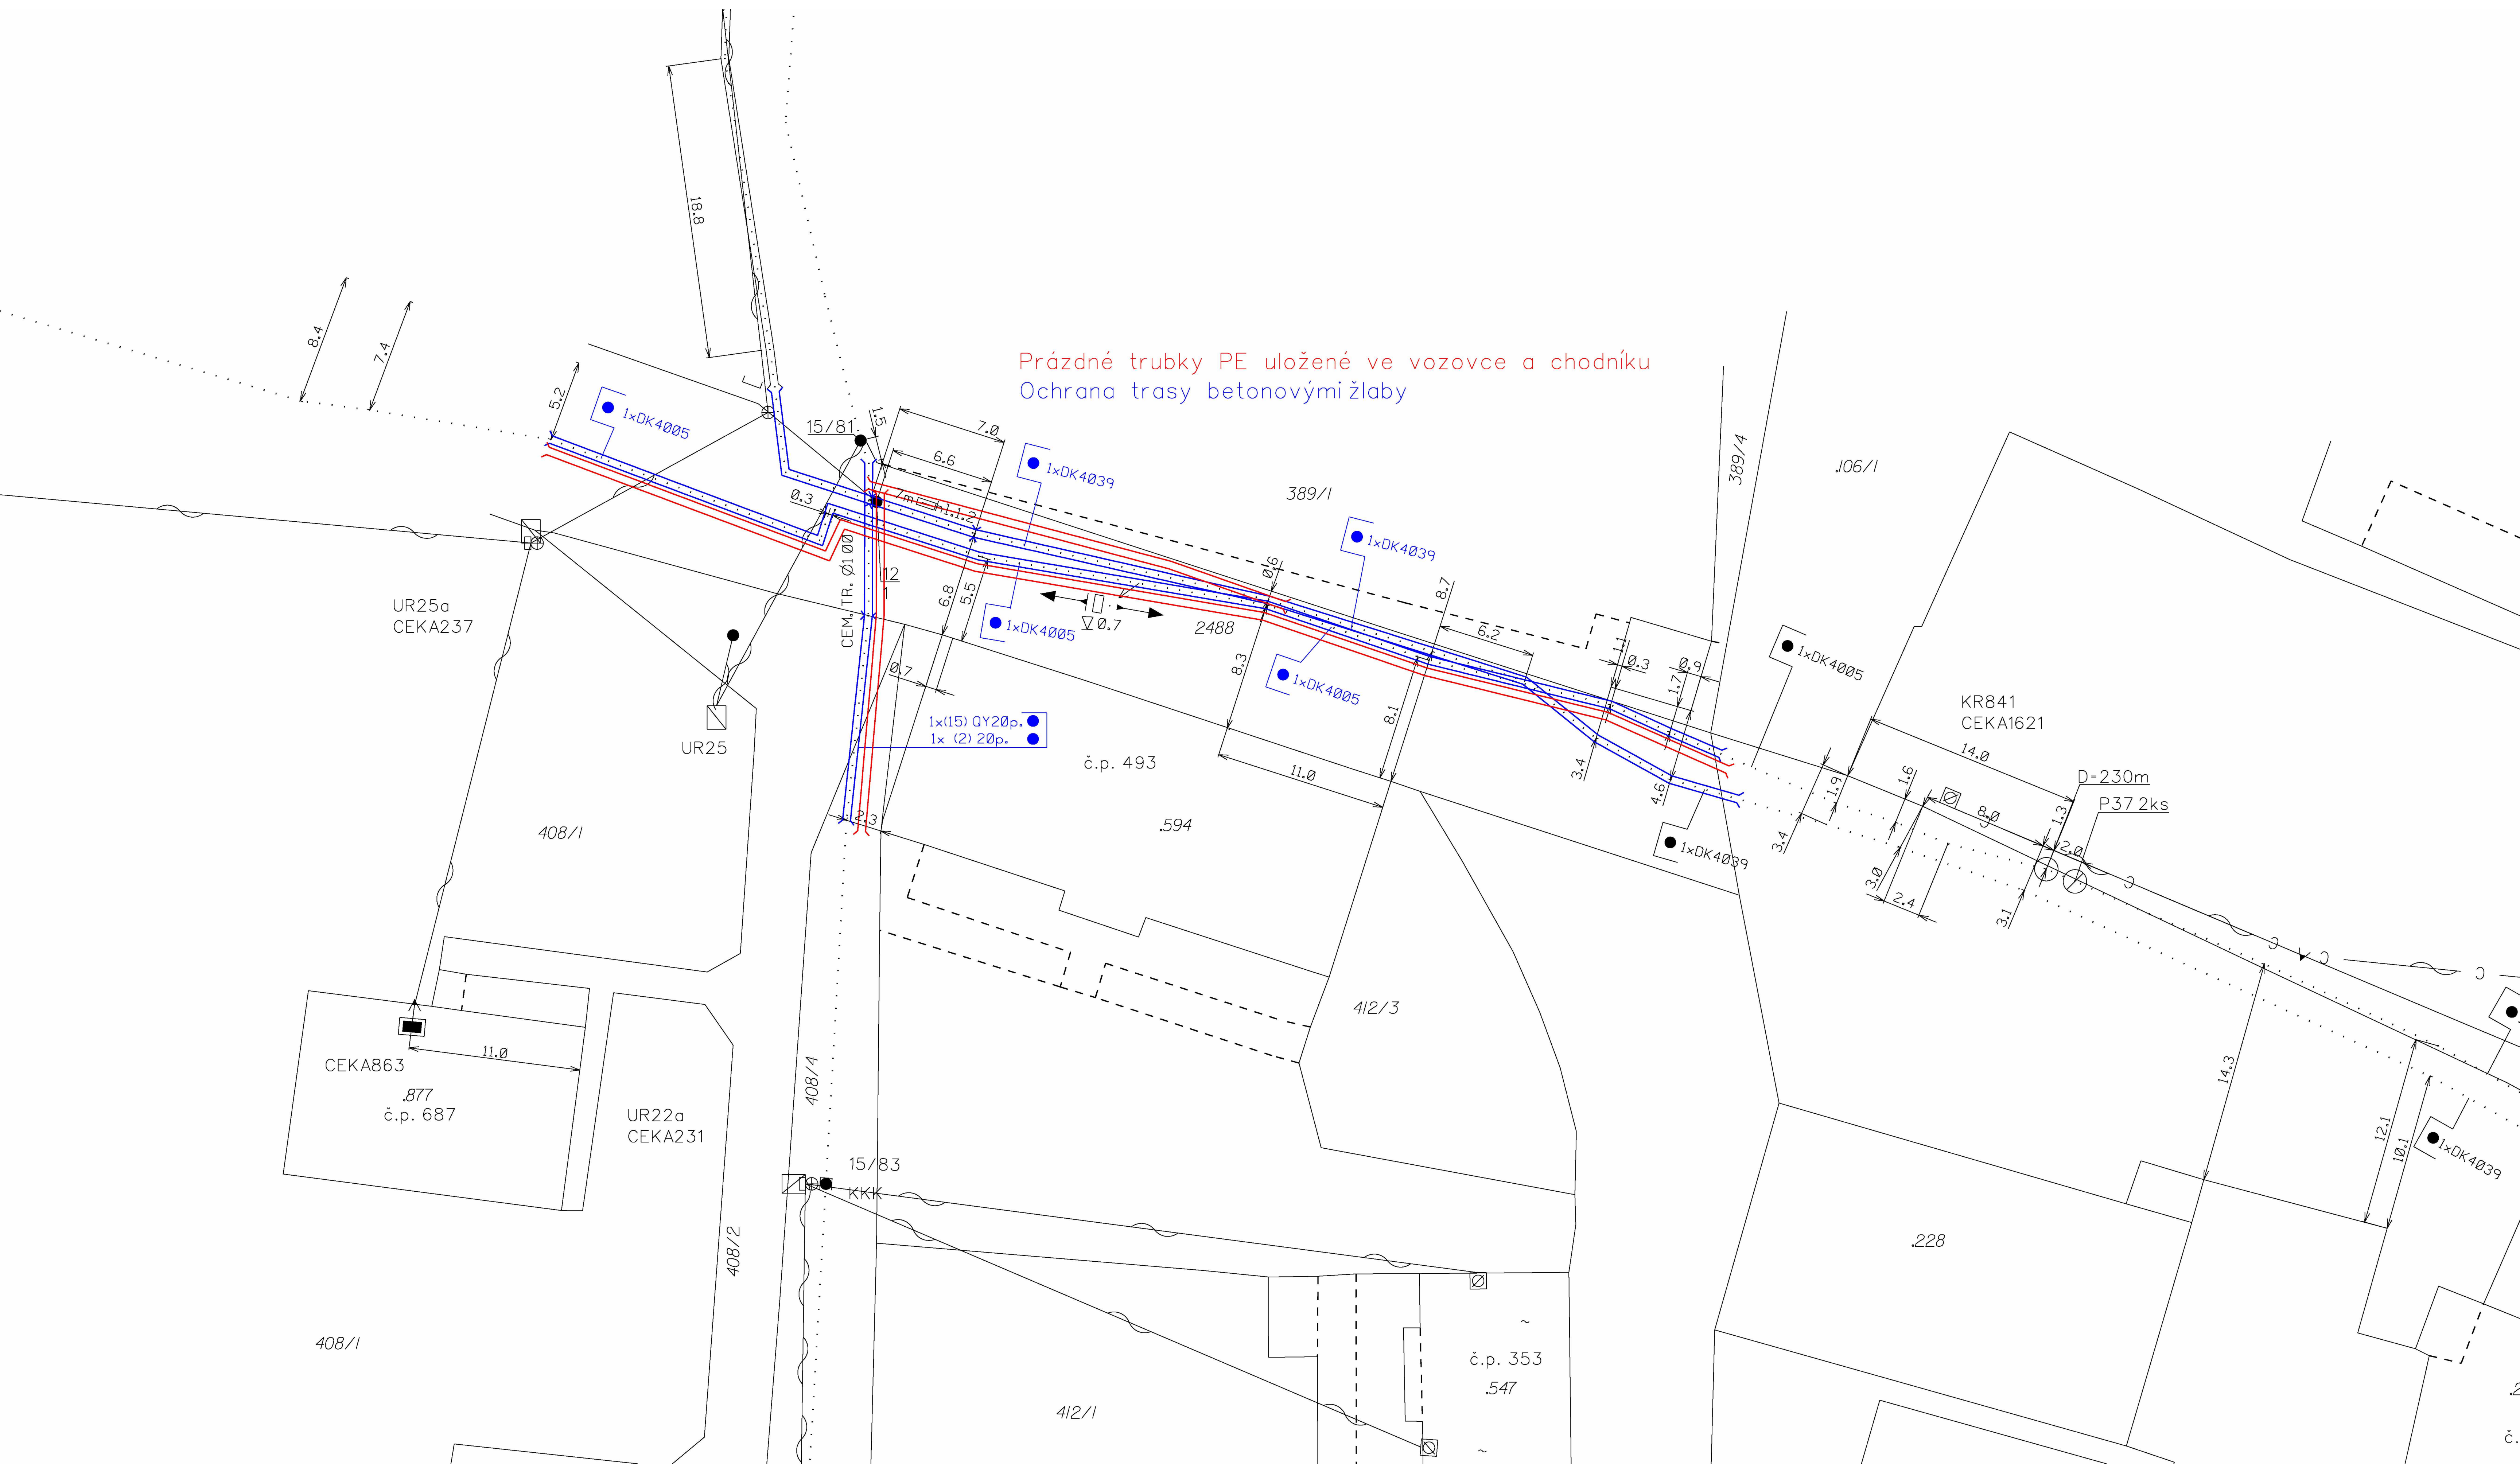 18.8
8.4
7.4
5.2
1xDK4005
Prázdné trubky PE uložené ve vozovce a chodníku
Ochrana trasy betonovými žlaby
15/81
1.5
7.0
6.6
1xDK4039
0.3
7m
h1.1.2
389/1
389/4
.106/1
1xDK4039
CEM. TR. Ø100
12
1
6.8
5.5
0.7
1xDK4005
0.7
2488
0.6
8.3
8.7
6.2
1xDK4005
8.1
11.0
1.1
0.3
0.9
1.7
3.4
4.6
1xDK4005
1xDK4039
UR25a
CEKA237
UR25
1x(15) QY20p.
1x (2) 20p.
č.p. 493
.594
2.3
408/1
KR841
CEKA1621
14.0
D=230m
P37 2ks
1.6
1.9
3.4
8.0
1.3
2.0
3.0
2.4
3.1
14.3
12.1
10.1
1xDK4039
412/3
CEKA863
11.0
.877
č.p. 687
UR22a
CEKA231
408/4
408/2
15/83
KKK
.228
408/1
412/1
č.p. 353
.547
č.